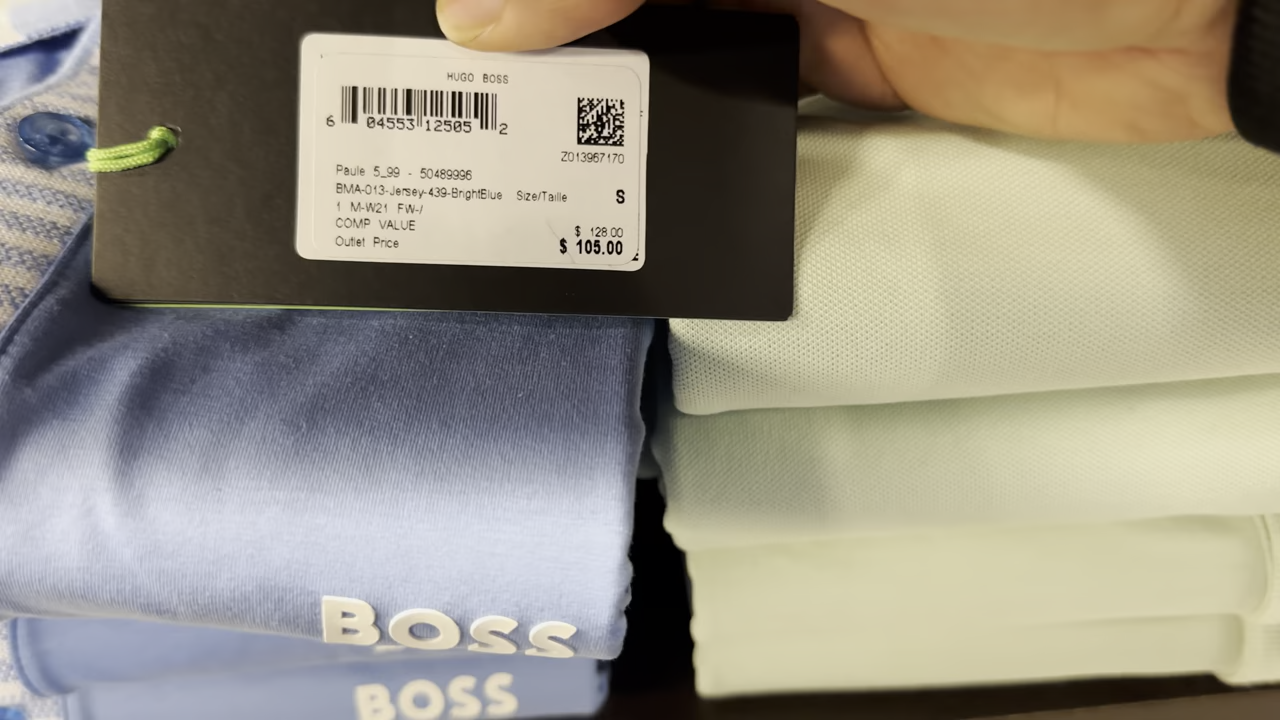 HUGO BOSS
6 04553 12505 2
Z013967170
Paule 5_99 - 50489996
BMA-013-Jersey-439-BrightBlue Size/Taille S
1 M-W21 FW-/
COMP VALUE $ 128.00
Outlet Price $ 105.00
BOSS
BOSS